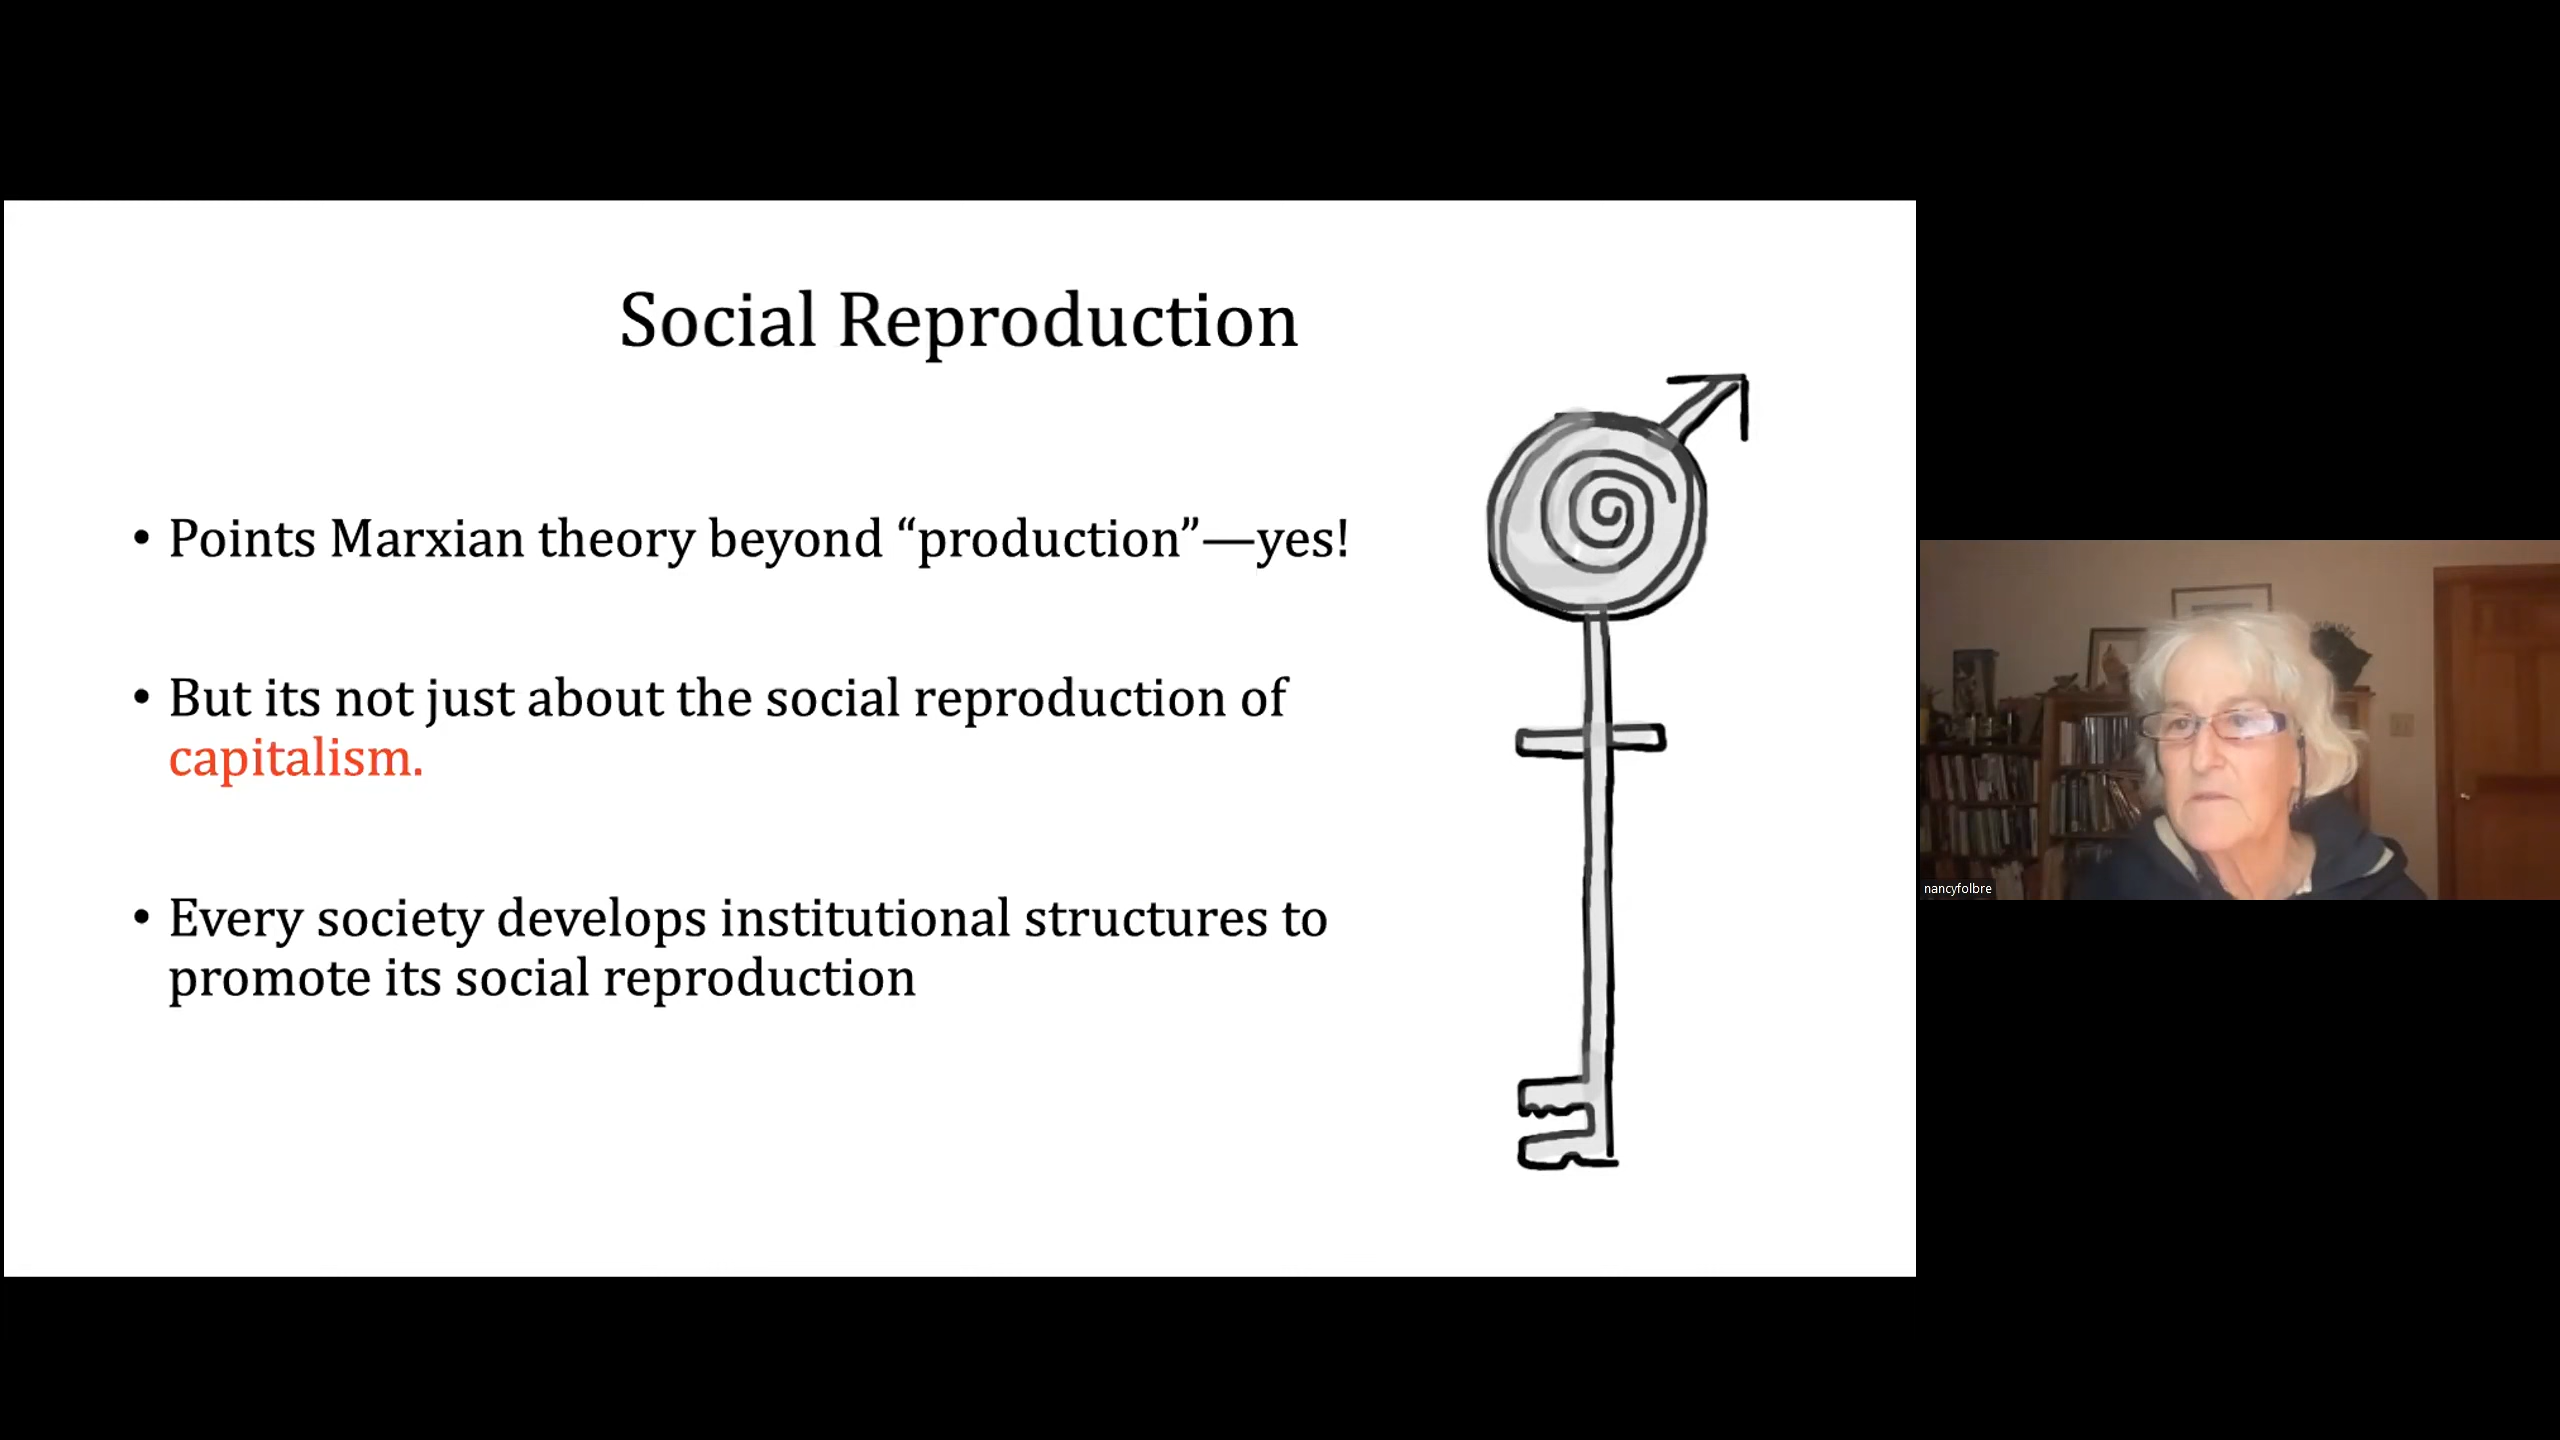 Social Reproduction
• Points Marxian theory beyond “production”—yes!
• But its not just about the social reproduction of
capitalism.
• Every society develops institutional structures to
promote its social reproduction
nancyfolbre